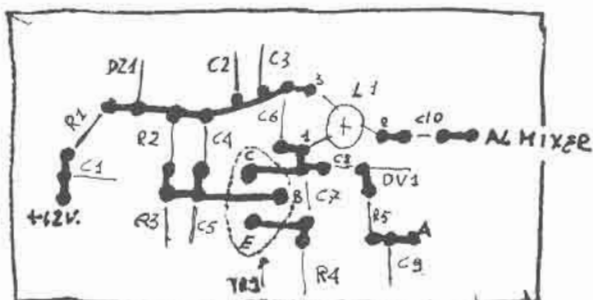 DZ1
C2
C3
3
L1
R1
R2
C4
C6
1
+
2
C10
AL MIXER
C1
C
C8
DV1
+12V.
R3
C5
B
C7
R5
A
E
TR1
R4
C9